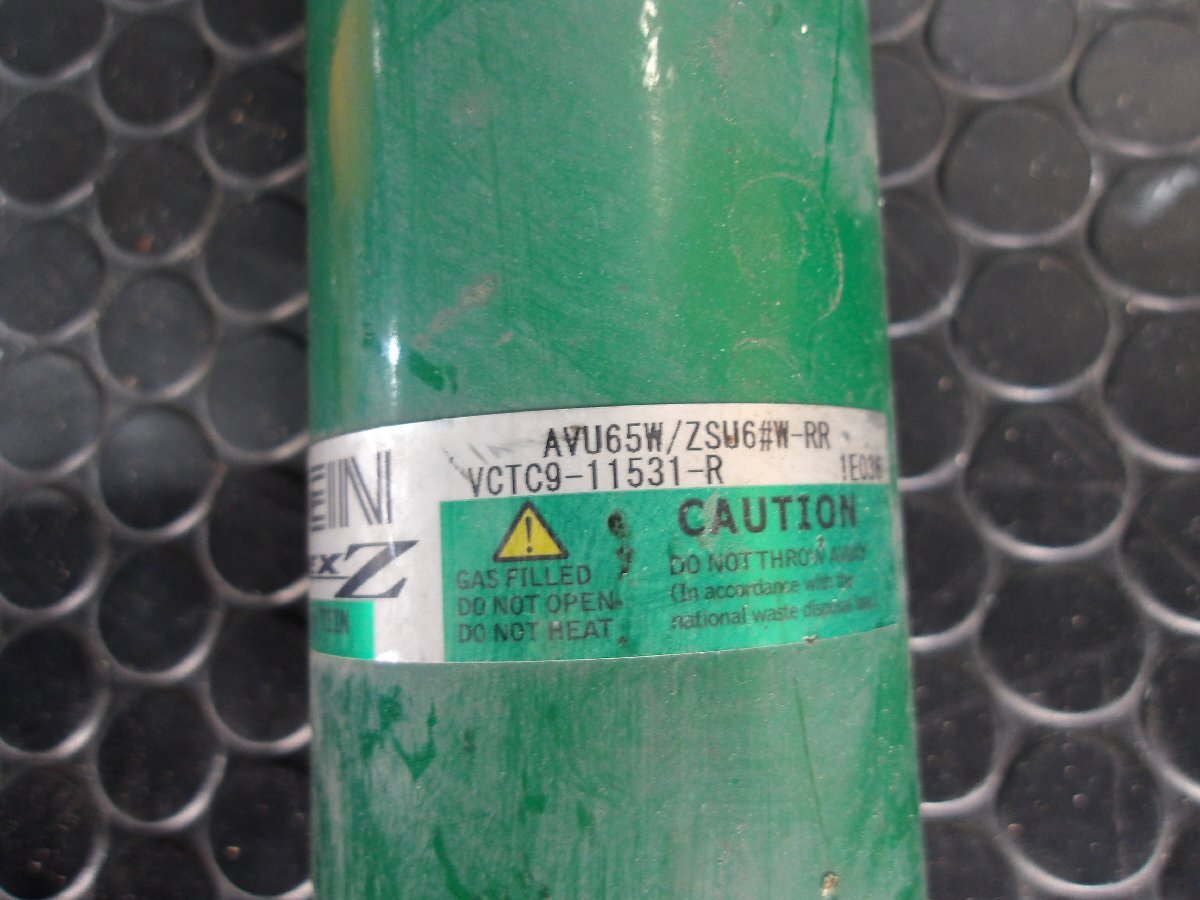 AVU65W/ZSU6#W-RR
VCTC9-11531-R
EIN
EX-Z
GAS FILLED
DO NOT OPEN
DO NOT HEAT
CAUTION
DO NOT THROW AWAY
(In accordance with the
national waste disposal law)